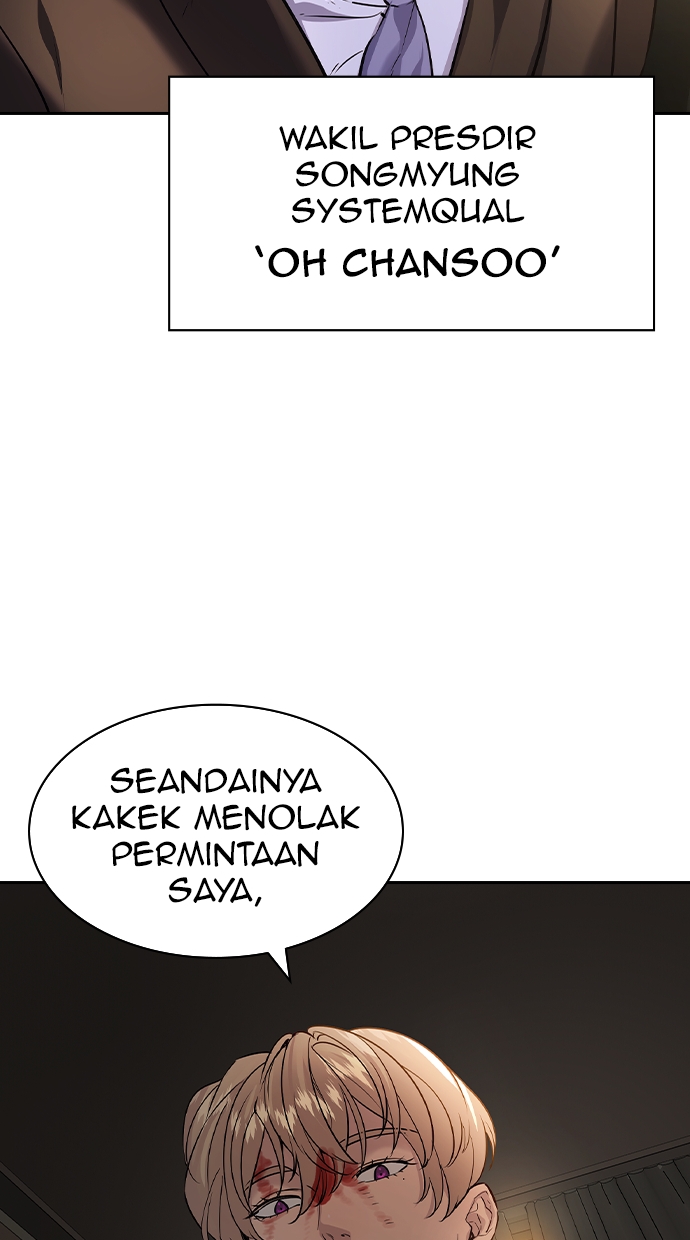 WAKIL PRESDIR
SONGMYUNG
SYSTEMQUAL
'OH CHANSOO'
SEANDAINYA
KAKEK MENOLAK
PERMINTAAN
SAYA,